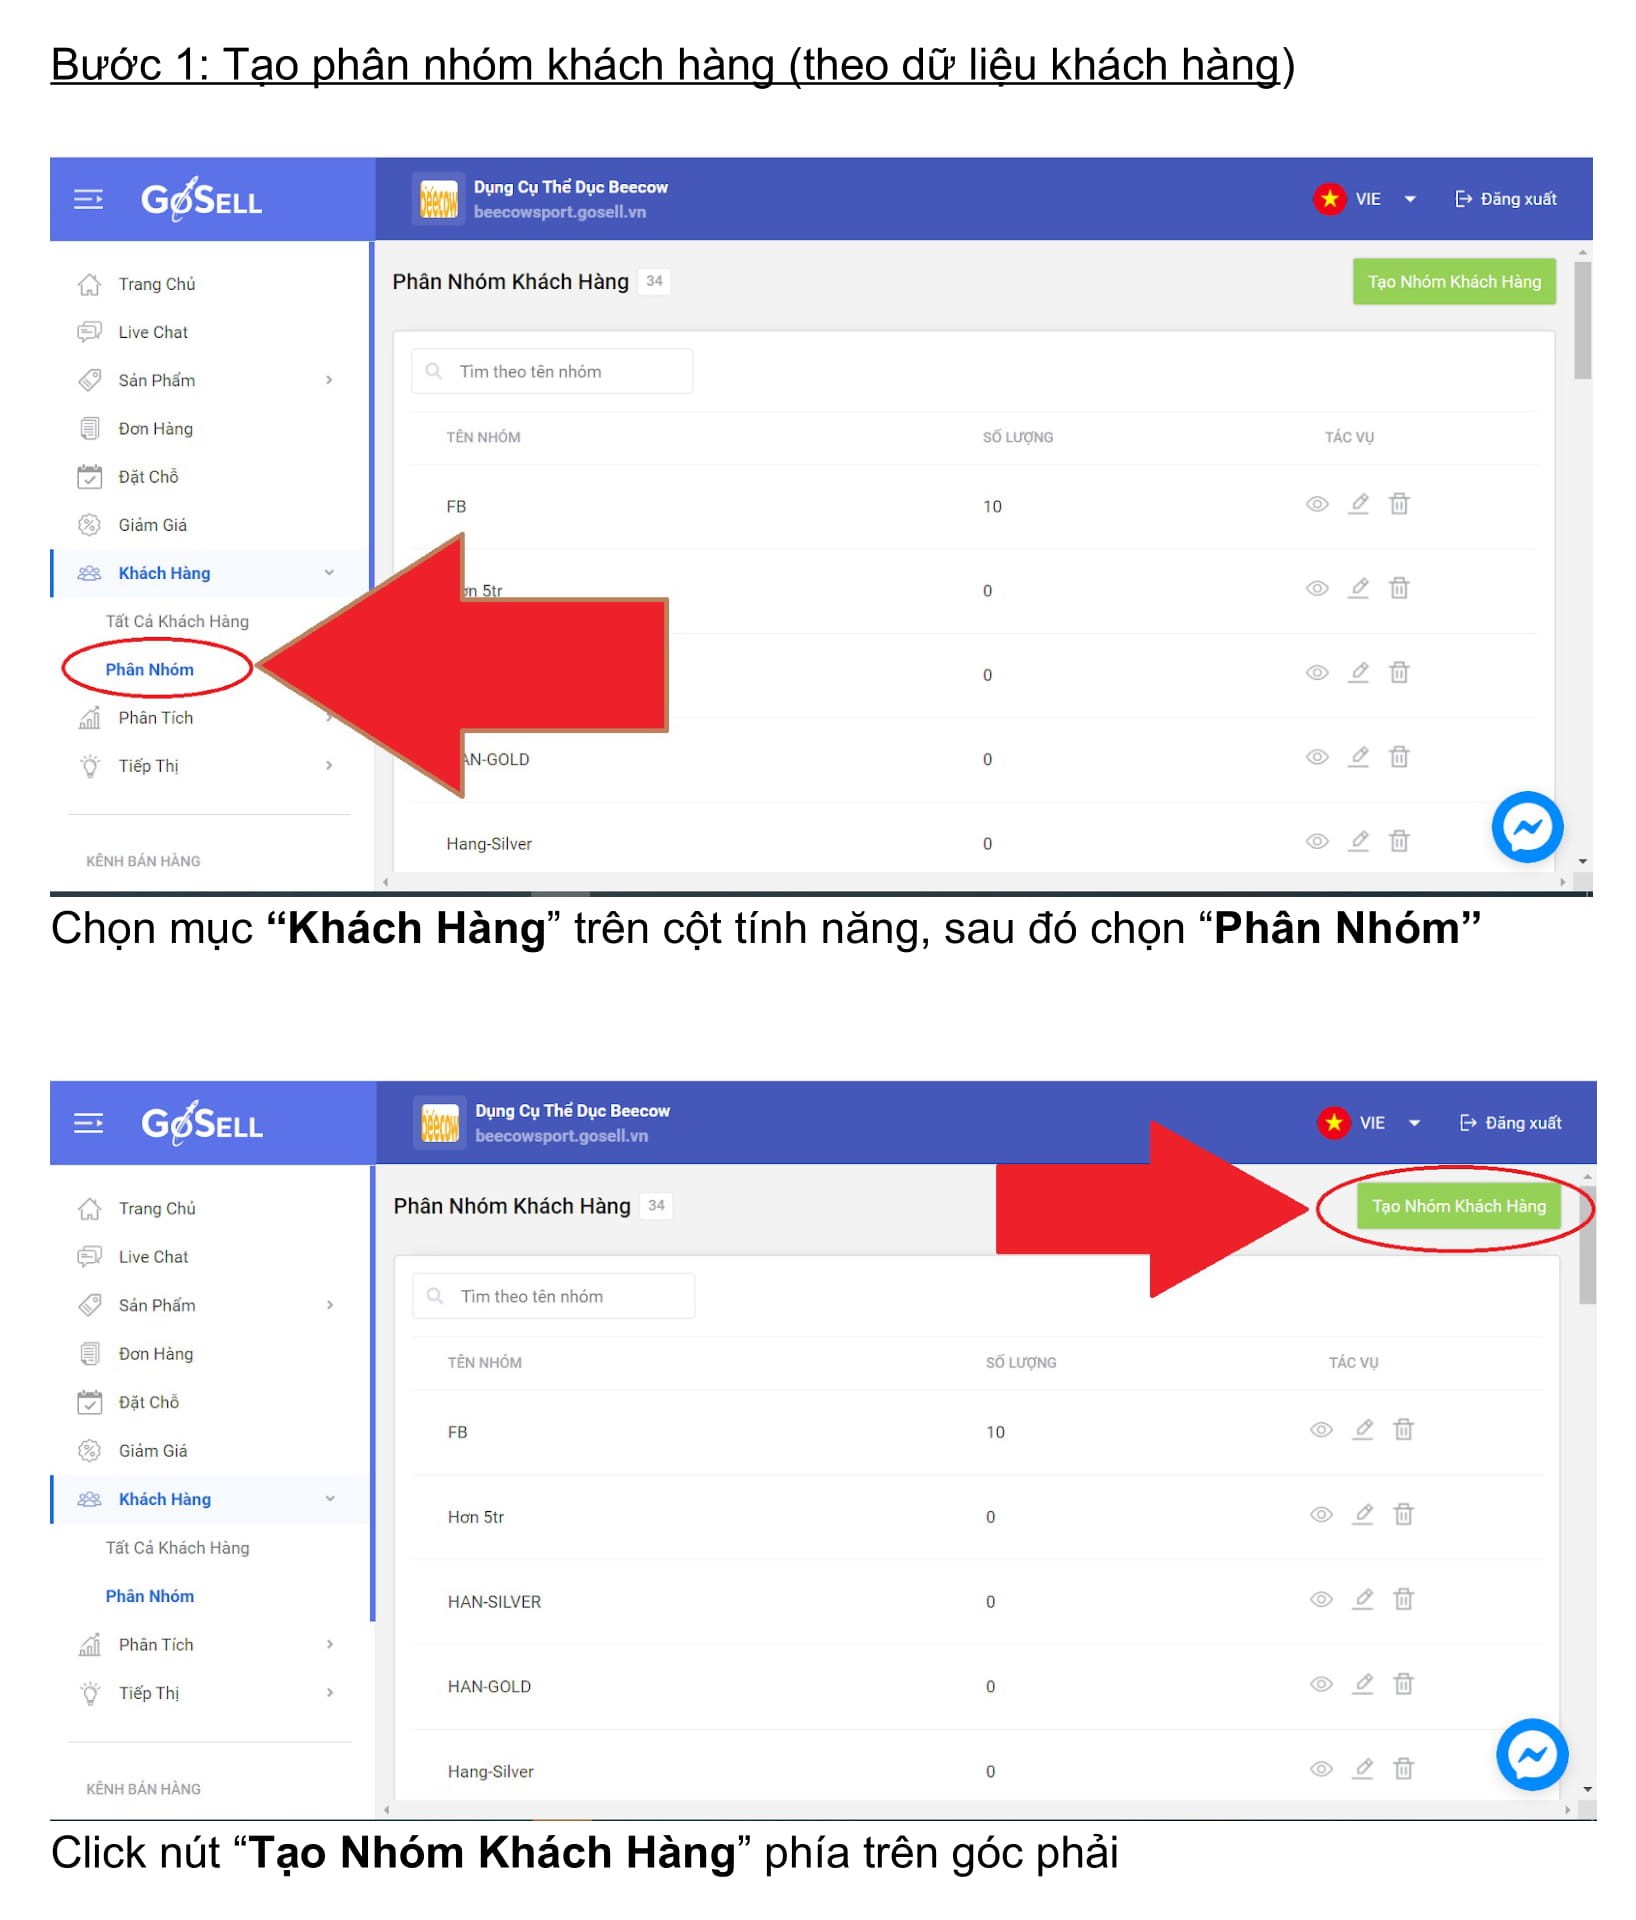 Bước 1: Tạo phân nhóm khách hàng (theo dữ liệu khách hàng)
GoSELL
beecow
Dụng Cụ Thể Dục Beecow
beecowsport.gosell.vn
VIE
Đăng xuất
Trang Chủ
Live Chat
Sản Phẩm
Đơn Hàng
Đặt Chỗ
Giảm Giá
Khách Hàng
Tất Cả Khách Hàng
Phân Nhóm
Phân Tích
Tiếp Thị
KÊNH BÁN HÀNG
Phân Nhóm Khách Hàng 34
Tạo Nhóm Khách Hàng
Tìm theo tên nhóm
TÊN NHÓM SỐ LƯỢNG TÁC VỤ
FB 10
5tr 0
0
AN-GOLD 0
Hang-Silver 0
Chọn mục “Khách Hàng” trên cột tính năng, sau đó chọn “Phân Nhóm”
GoSELL
beecow
Dụng Cụ Thể Dục Beecow
beecowsport.gosell.vn
VIE
Đăng xuất
Trang Chủ
Live Chat
Sản Phẩm
Đơn Hàng
Đặt Chỗ
Giảm Giá
Khách Hàng
Tất Cả Khách Hàng
Phân Nhóm
Phân Tích
Tiếp Thị
KÊNH BÁN HÀNG
Phân Nhóm Khách Hàng 34
Tạo Nhóm Khách Hàng
Tìm theo tên nhóm
TÊN NHÓM SỐ LƯỢNG TÁC VỤ
FB 10
Hơn 5tr 0
HAN-SILVER 0
HAN-GOLD 0
Hang-Silver 0
Click nút “Tạo Nhóm Khách Hàng” phía trên góc phải